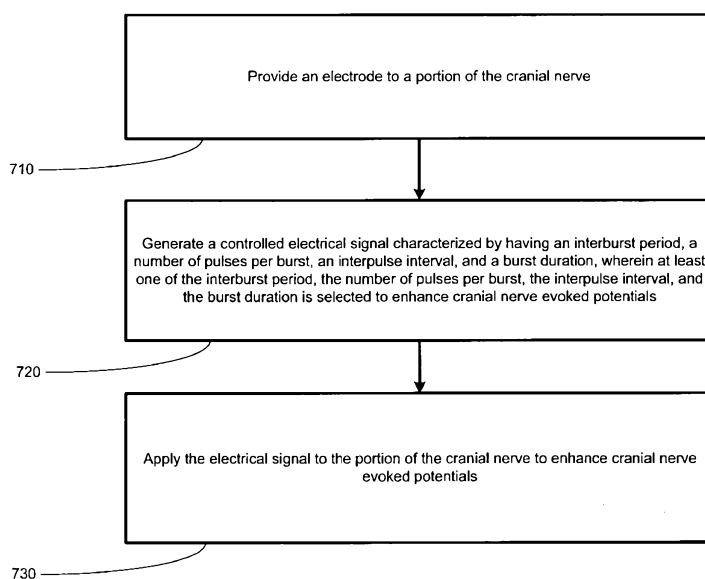 Provide an electrode to a portion of the cranial nerve
710
Generate a controlled electrical signal characterized by having an interburst period, a
number of pulses per burst, an interpulse interval, and a burst duration, wherein at least
one of the interburst period, the number of pulses per burst, the interpulse interval, and
the burst duration is selected to enhance cranial nerve evoked potentials
720
Apply the electrical signal to the portion of the cranial nerve to enhance cranial nerve
evoked potentials
730